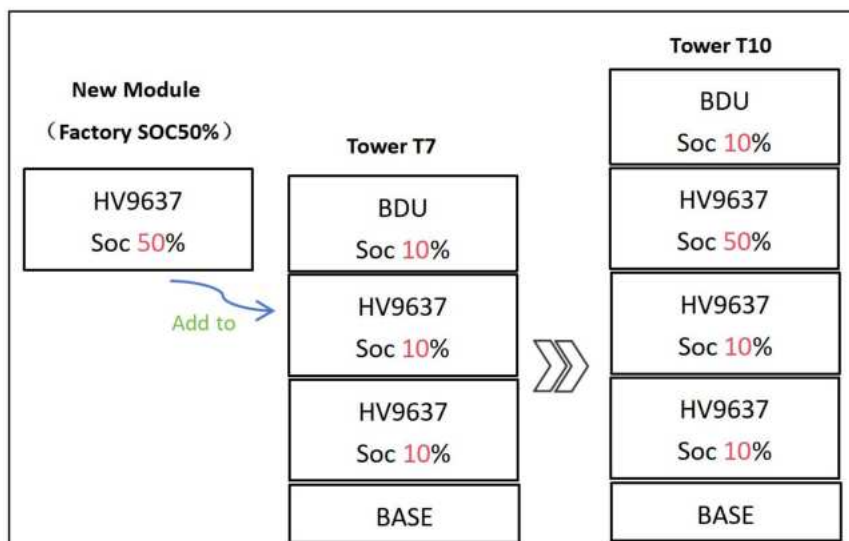 New Module
（Factory SOC50%）
HV9637
Soc 50%
Add to
Tower T7
BDU
Soc 10%
HV9637
Soc 10%
HV9637
Soc 10%
BASE
Tower T10
BDU
Soc 10%
HV9637
Soc 50%
HV9637
Soc 10%
HV9637
Soc 10%
BASE